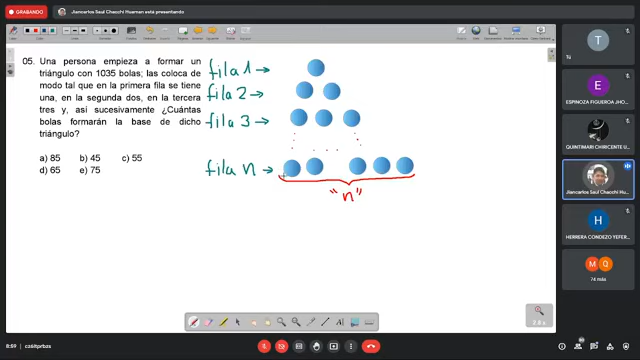 GRABANDO
Jiancarlos Saul Chacchi Huaman te está presentando
05. Una persona empieza a formar un
triángulo con 1035 bolas; las coloca de
modo tal que en la primera fila se tiene
una, en la segunda dos, en la tercera
tres y, así sucesivamente ¿Cuántas
bolas formarán la base de dicho
triángulo?
a) 85 b) 45 c) 55
d) 65 e) 75
fila 1 →
fila 2 →
fila 3 →
fila n →
"n"
T
Tú
ESPINOZA FIGUEROA JHO...
QUINTIMARI CHIRICENTE U...
Jiancarlos Saul Chacchi Hu...
H
HERRERA CONDEZO YEFER...
M Q
74 más
8:59